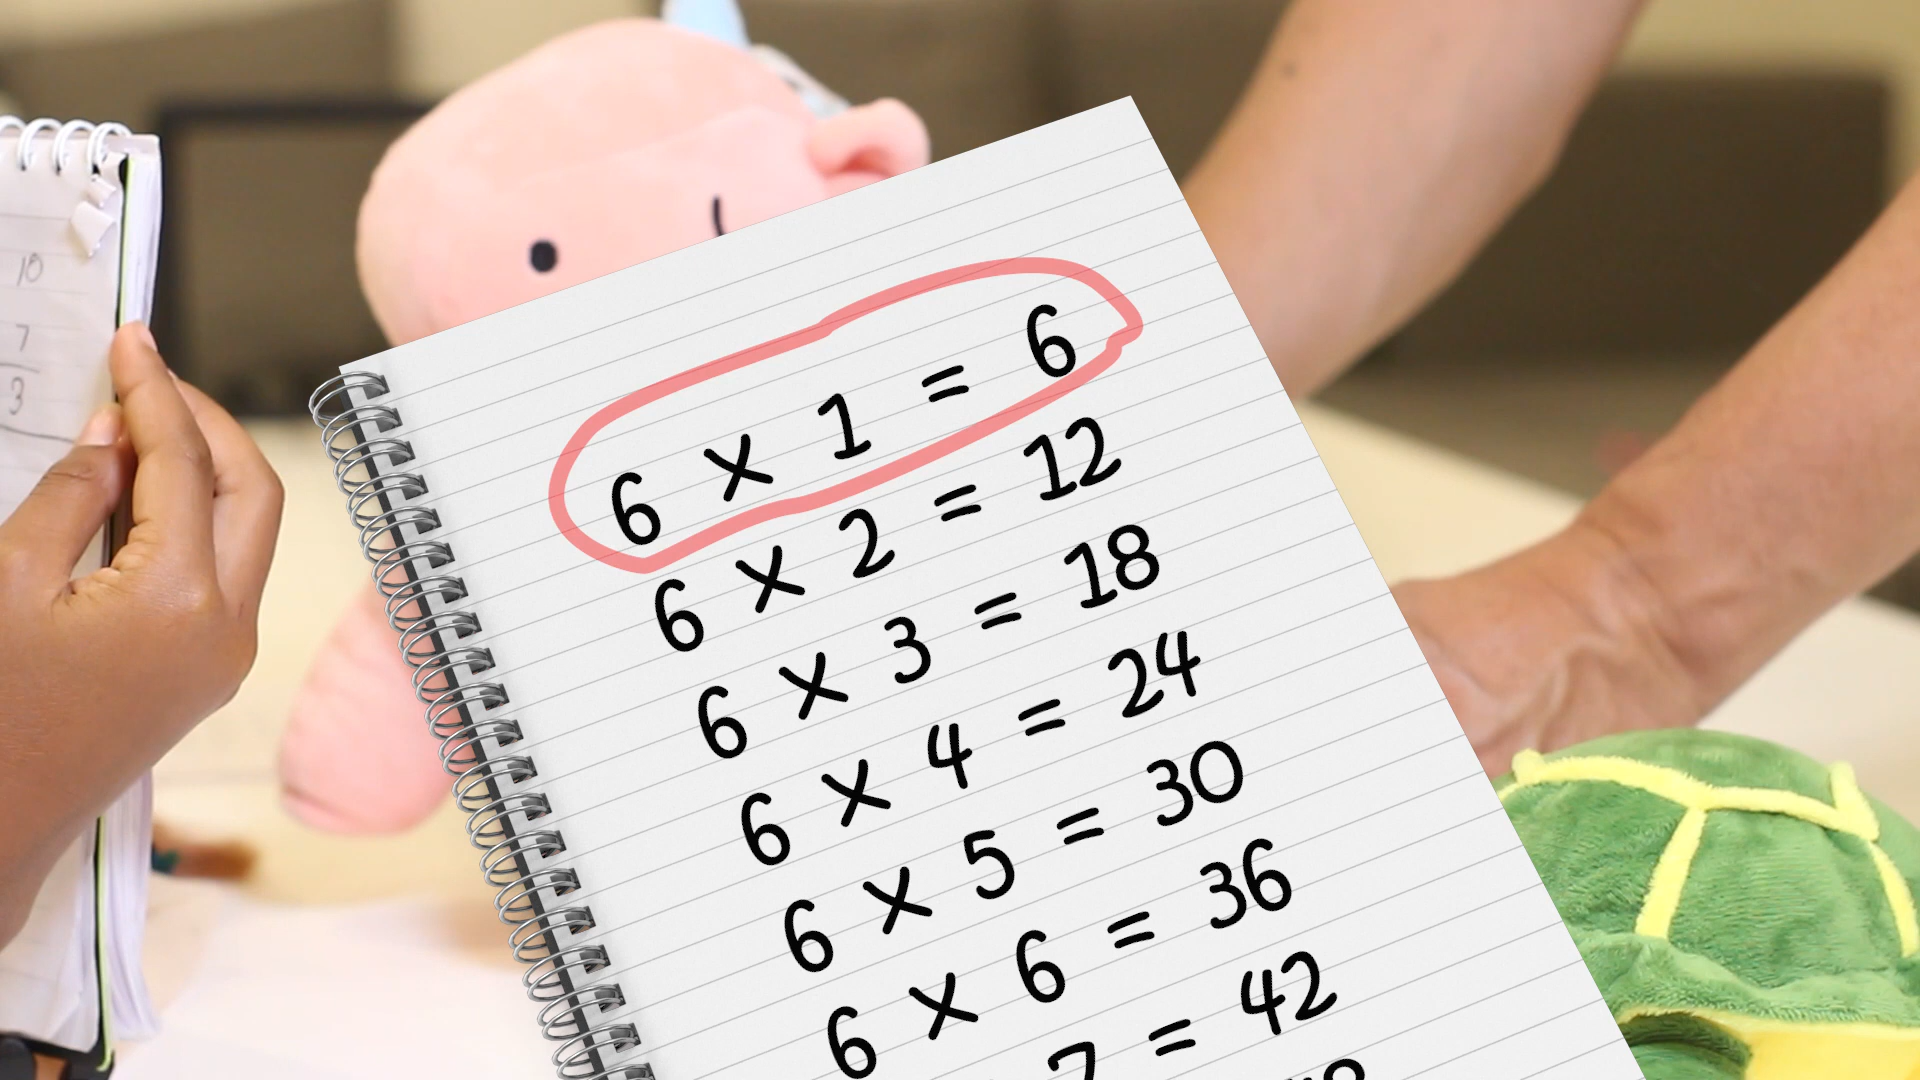 10
7
3
6 × 1 = 6
6 × 2 = 12
6 × 3 = 18
6 × 4 = 24
6 × 5 = 30
6 × 6 = 36
7 = 42